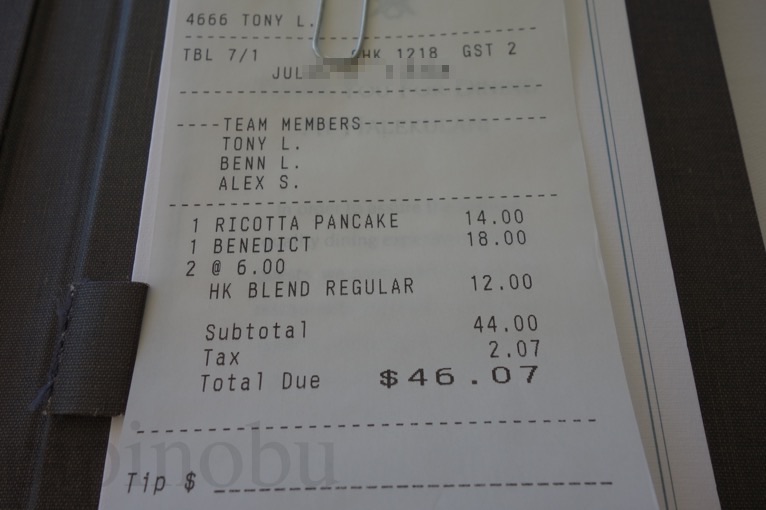 4666 TONY L.
TBL 7/1 CHK 1218 GST 2
JUL
----TEAM MEMBERS----
TONY L.
BENN L.
ALEX S.
1 RICOTTA PANCAKE 14.00
1 BENEDICT 18.00
2 @ 6.00
HK BLEND REGULAR 12.00
Subtotal 44.00
Tax 2.07
Total Due $46.07
Tip $